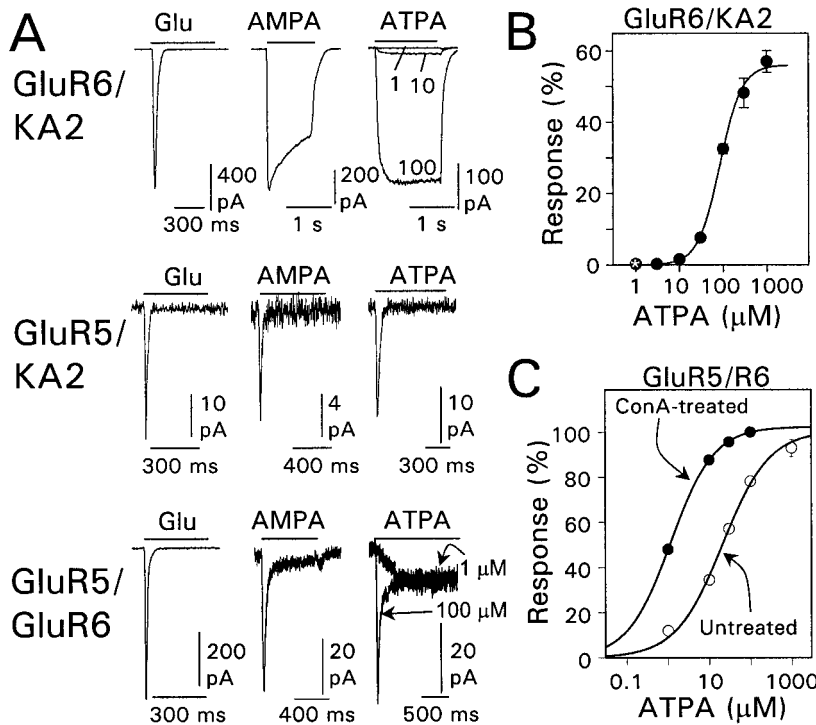 A
Glu
AMPA
ATPA
GluR6/
KA2
1
10
100
400
pA
200
pA
100
pA
300 ms
1 s
1 s
Glu
AMPA
ATPA
GluR5/
KA2
10
pA
4
pA
10
pA
300 ms
400 ms
300 ms
Glu
AMPA
ATPA
GluR5/
GluR6
1 μM
100 μM
200
pA
20
pA
20
pA
300 ms
400 ms
500 ms
B
GluR6/KA2
Response (%)
60
40
20
0
1
10
100
1000
ATPA (μM)
C
GluR5/R6
ConA-treated
Response (%)
100
80
60
40
20
0
Untreated
0.1
10
1000
ATPA (μM)